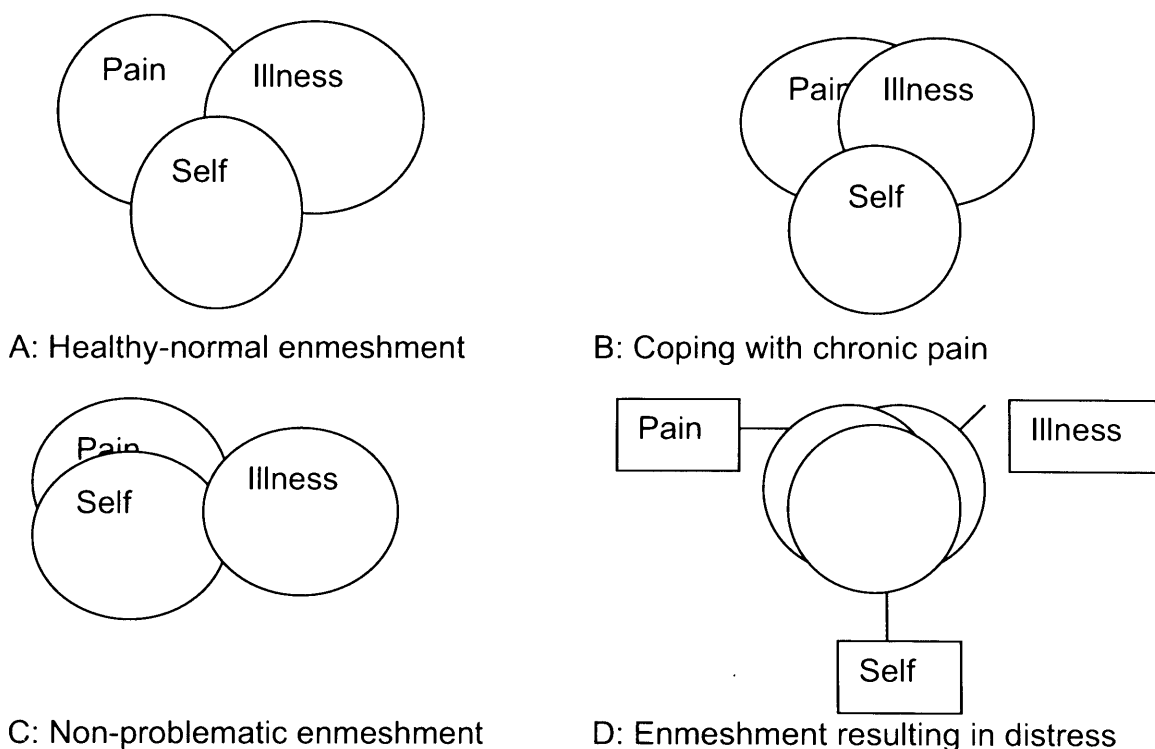 Pain
Illness
Self
A: Healthy-normal enmeshment
Pain
Illness
Self
B: Coping with chronic pain
Pain
Self
Illness
C: Non-problematic enmeshment
Pain
Illness
Self
D: Enmeshment resulting in distress